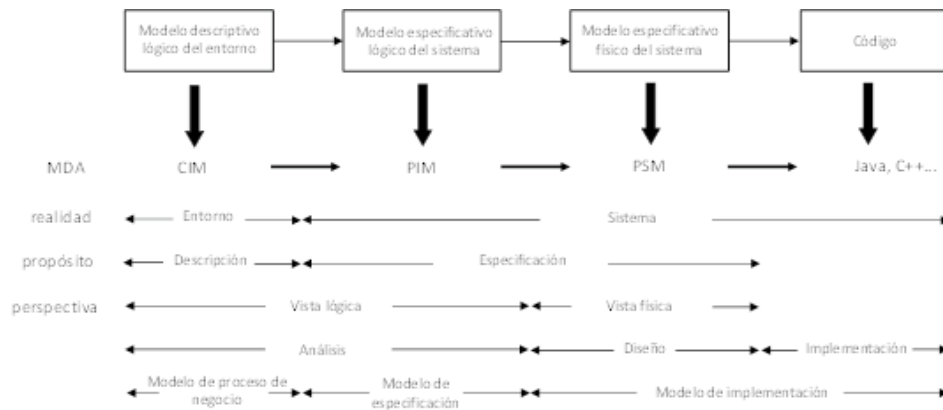 Modelo descriptivo
lógico del entorno
Modelo especificativo
lógico del sistema
Modelo especificativo
físico del sistema
Código
MDA CIM PIM PSM Java, C++...
realidad Entorno Sistema
propósito Descripción Especificación
perspectiva Vista lógica Vista física
Análisis Diseño Implementación
Modelo de proceso de
negocio
Modelo de
especificación
Modelo de implementación